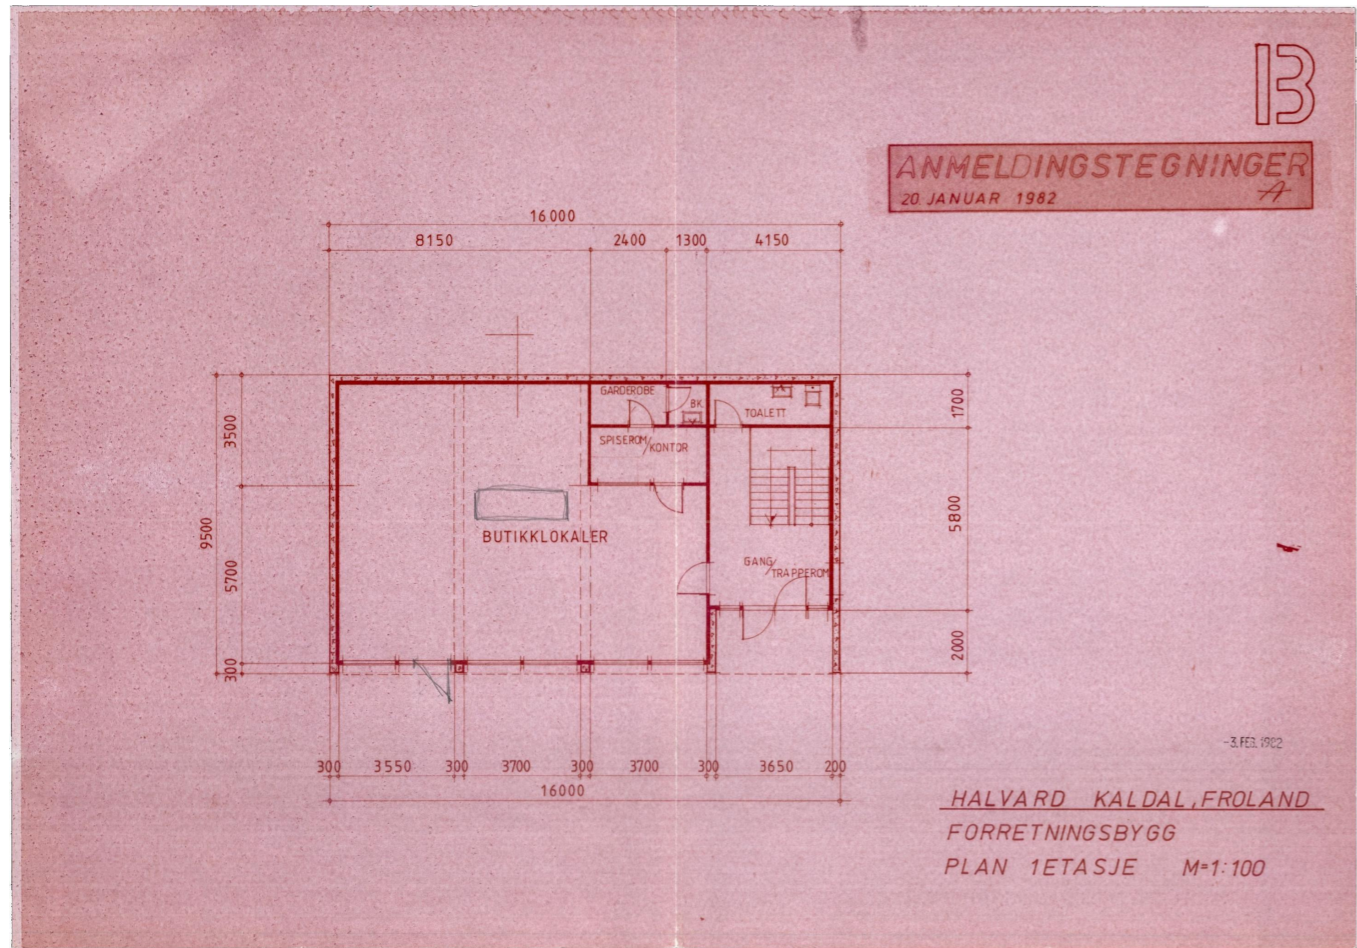 B
ANMELDINGSTEGNINGER
20. JANUAR 1982
A
16000
8150 2400 1300 4150
GARDEROBE
BK
TOALETT
SPISEROM/KONTOR
BUTIKKLOKALER
GANG/TRAPPEROM
9500
3500
5700
300
1700
5800
2000
300 3550 300 3700 300 3700 300 3650 200
16000
-3. FEB. 1982
HALVARD KALDAL, FROLAND
FORRETNINGSBYGG
PLAN 1ETASJE M=1:100